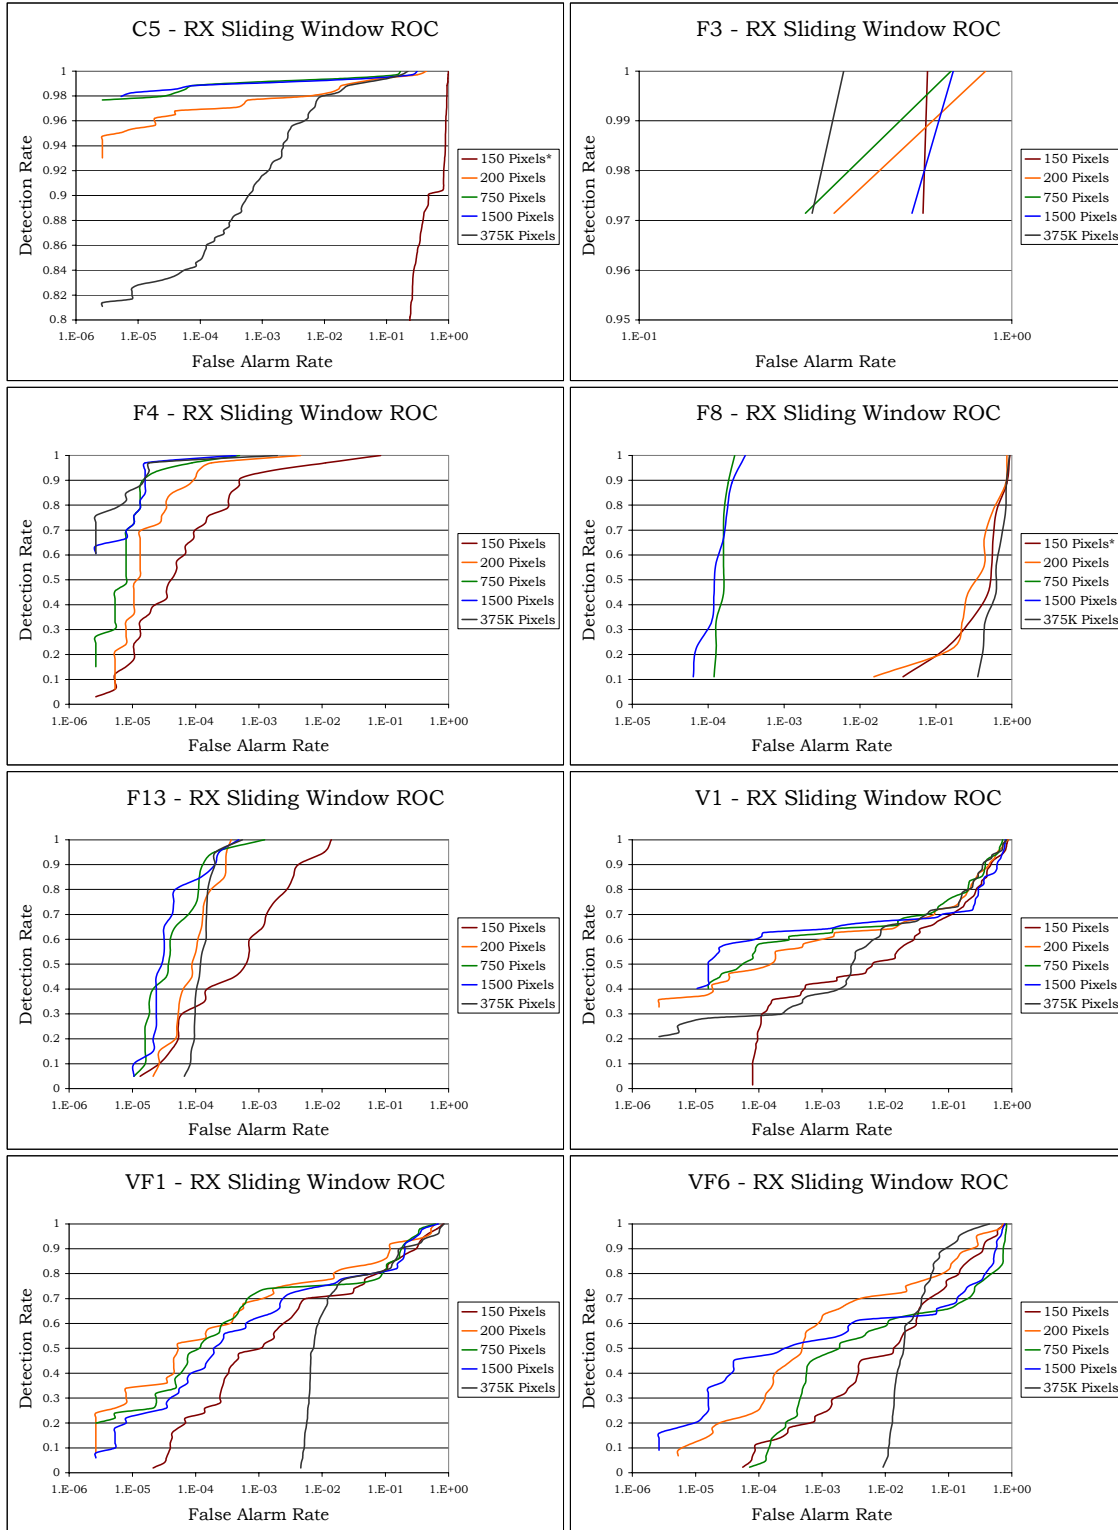 C5 - RX Sliding Window ROC
1
0.98
0.96
0.94
0.92
0.9
0.88
0.86
0.84
0.82
0.8
Detection Rate
1.E-06 1.E-05 1.E-04 1.E-03 1.E-02 1.E-01 1.E+00
False Alarm Rate
150 Pixels*
200 Pixels
750 Pixels
1500 Pixels
375K Pixels
F3 - RX Sliding Window ROC
1
0.99
0.98
0.97
0.96
0.95
Detection Rate
1.E-01 1.E+00
False Alarm Rate
150 Pixels
200 Pixels
750 Pixels
1500 Pixels
375K Pixels
F4 - RX Sliding Window ROC
1
0.9
0.8
0.7
0.6
0.5
0.4
0.3
0.2
0.1
0
Detection Rate
1.E-06 1.E-05 1.E-04 1.E-03 1.E-02 1.E-01 1.E+00
False Alarm Rate
150 Pixels
200 Pixels
750 Pixels
1500 Pixels
375K Pixels
F8 - RX Sliding Window ROC
1
0.9
0.8
0.7
0.6
0.5
0.4
0.3
0.2
0.1
0
Detection Rate
1.E-05 1.E-04 1.E-03 1.E-02 1.E-01 1.E+00
False Alarm Rate
150 Pixels*
200 Pixels
750 Pixels
1500 Pixels
375K Pixels
F13 - RX Sliding Window ROC
1
0.9
0.8
0.7
0.6
0.5
0.4
0.3
0.2
0.1
0
Detection Rate
1.E-06 1.E-05 1.E-04 1.E-03 1.E-02 1.E-01 1.E+00
False Alarm Rate
150 Pixels
200 Pixels
750 Pixels
1500 Pixels
375K Pixels
V1 - RX Sliding Window ROC
1
0.9
0.8
0.7
0.6
0.5
0.4
0.3
0.2
0.1
0
Detection Rate
1.E-06 1.E-05 1.E-04 1.E-03 1.E-02 1.E-01 1.E+00
False Alarm Rate
150 Pixels
200 Pixels
750 Pixels
1500 Pixels
375K Pixels
VF1 - RX Sliding Window ROC
1
0.9
0.8
0.7
0.6
0.5
0.4
0.3
0.2
0.1
0
Detection Rate
1.E-06 1.E-05 1.E-04 1.E-03 1.E-02 1.E-01 1.E+00
False Alarm Rate
150 Pixels
200 Pixels
750 Pixels
1500 Pixels
375K Pixels
VF6 - RX Sliding Window ROC
1
0.9
0.8
0.7
0.6
0.5
0.4
0.3
0.2
0.1
0
Detection Rate
1.E-06 1.E-05 1.E-04 1.E-03 1.E-02 1.E-01 1.E+00
False Alarm Rate
150 Pixels
200 Pixels
750 Pixels
1500 Pixels
375K Pixels